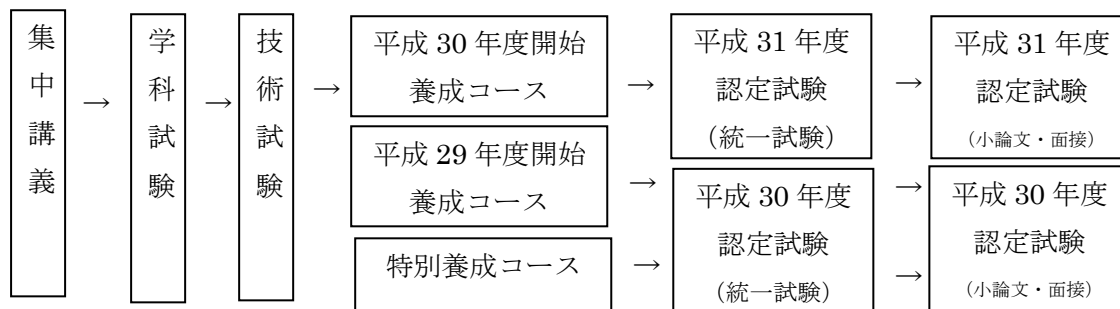 集中講義
→
学科試験
→
技術試験
→
平成 30 年度開始
養成コース
→
平成 31 年度
認定試験
（統一試験）
→
平成 31 年度
認定試験
（小論文・面接）
平成 29 年度開始
養成コース
→
特別養成コース
→
平成 30 年度
認定試験
（統一試験）
→
→
平成 30 年度
認定試験
（小論文・面接）